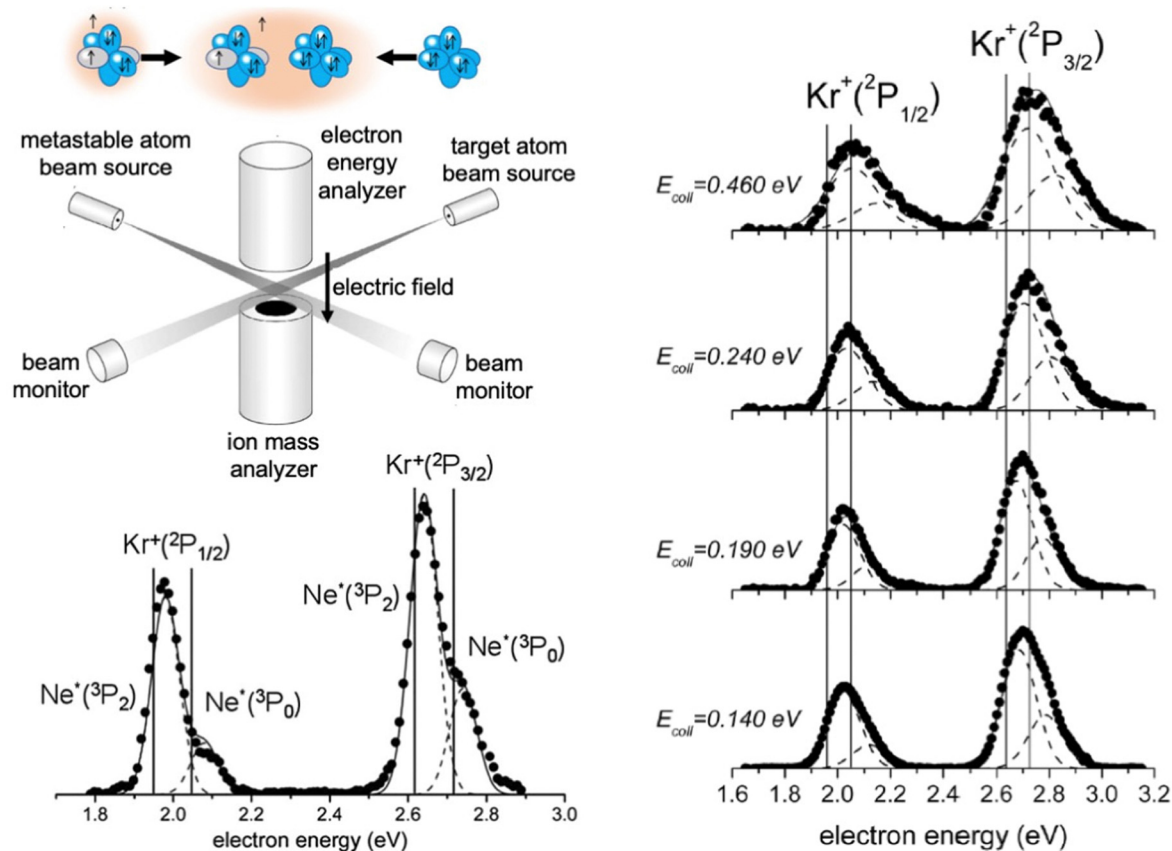 metastable atom
beam source
electron
energy
analyzer
target atom
beam source
electric field
beam
monitor
beam
monitor
ion mass
analyzer
Kr⁺(²P₃/₂)
Kr⁺(²P₁/₂)
Ne*(³P₂)
Ne*(³P₀)
Ne*(³P₂)
Ne*(³P₀)
1.8 2.0 2.2 2.4 2.6 2.8 3.0
electron energy (eV)
Kr⁺(²P₃/₂)
Kr⁺(²P₁/₂)
E_coll=0.460 eV
E_coll=0.240 eV
E_coll=0.190 eV
E_coll=0.140 eV
1.6 1.8 2.0 2.2 2.4 2.6 2.8 3.0 3.2
electron energy (eV)